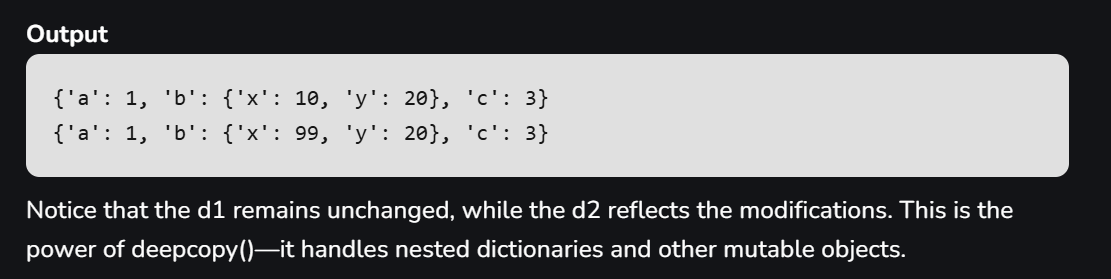 Output
{'a': 1, 'b': {'x': 10, 'y': 20}, 'c': 3}
{'a': 1, 'b': {'x': 99, 'y': 20}, 'c': 3}
Notice that the d1 remains unchanged, while the d2 reflects the modifications. This is the
power of deepcopy()—it handles nested dictionaries and other mutable objects.